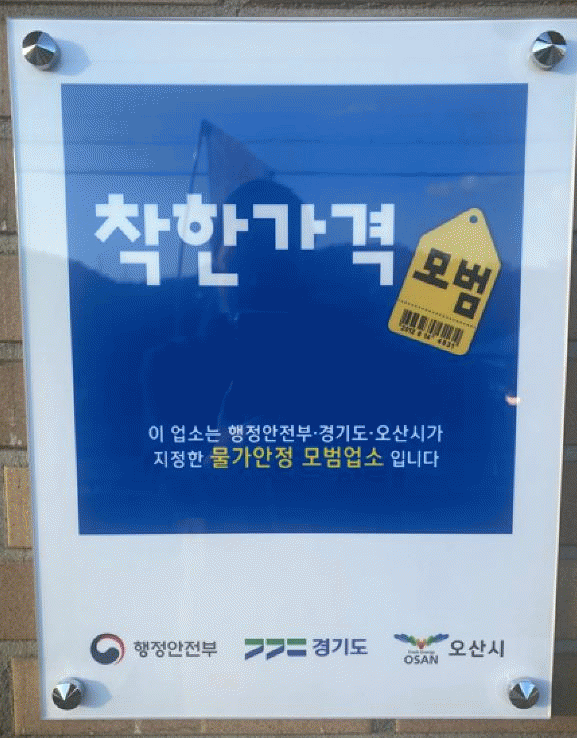 착한가격
모범
이 업소는 행정안전부·경기도·오산시가
지정한 물가안정 모범업소 입니다
행정안전부 경기도 OSAN 오산시